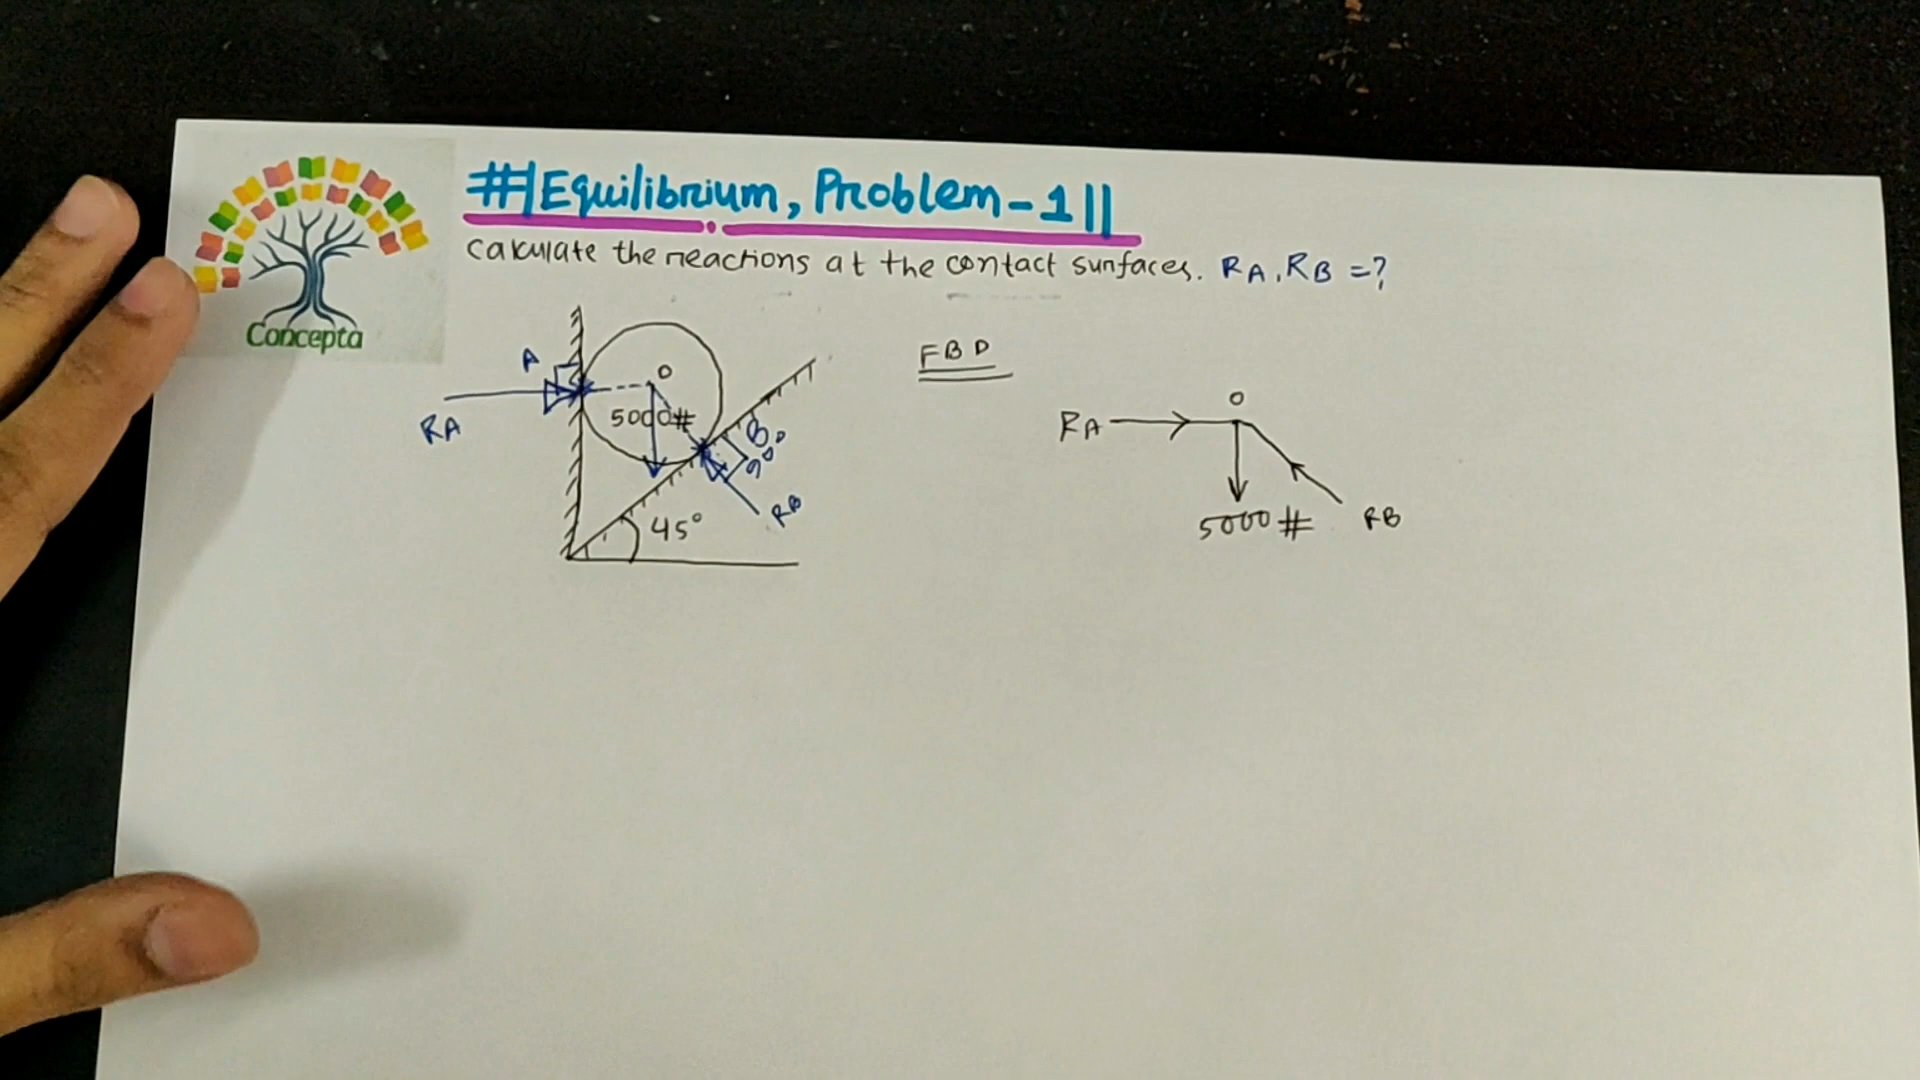 #|Equilibrium, Problem-1||
calculate the reactions at the contact surfaces. RA, RB =?
Concepta
A
O
RA
5000#
B
90°
RB
45°
FBD
O
RA
5000#
RB